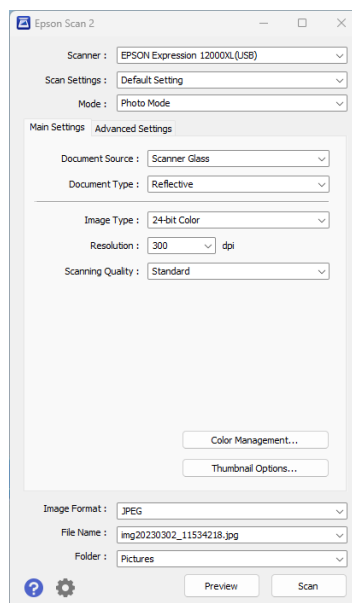 Epson Scan 2
Scanner : EPSON Expression 12000XL(USB)
Scan Settings : Default Setting
Mode : Photo Mode
Main Settings Advanced Settings
Document Source : Scanner Glass
Document Type : Reflective
Image Type : 24-bit Color
Resolution : 300 dpi
Scanning Quality : Standard
Color Management...
Thumbnail Options...
Image Format : JPEG
File Name : img20230302_11534218.jpg
Folder : Pictures
? Preview Scan